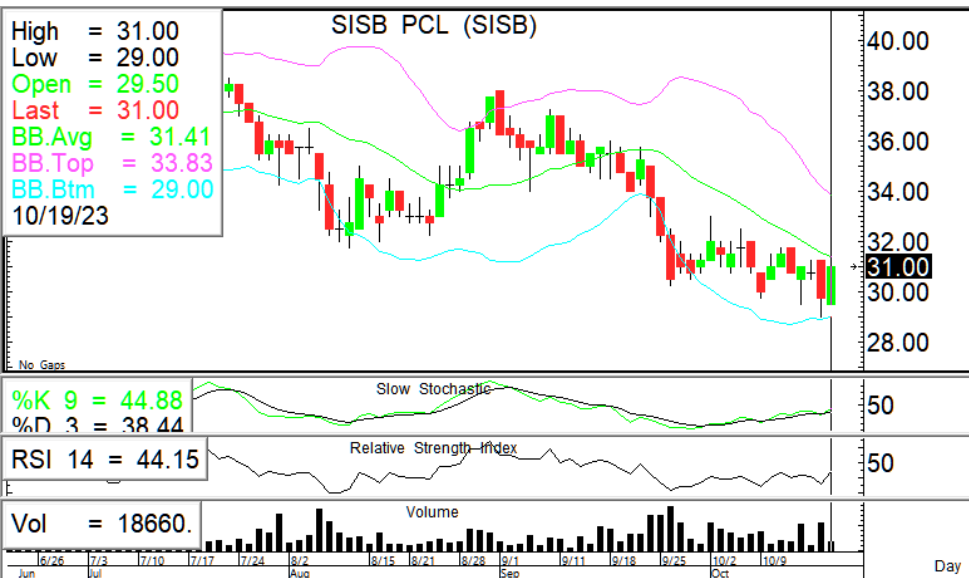 SISB PCL (SISB)
High = 31.00
Low = 29.00
Open = 29.50
Last = 31.00
BB.Avg = 31.41
BB.Top = 33.83
BB.Btm = 29.00
10/19/23
40.00
38.00
36.00
34.00
32.00
31.00
30.00
28.00
No Gaps
Slow Stochastic
%K 9 = 44.88
%D 3 = 38.44
50
Relative Strength Index
RSI 14 = 44.15
50
Volume
Vol = 18660.
6/26 7/3 7/10 7/17 7/24 8/2 8/15 8/21 8/28 9/1 9/11 9/18 9/25 10/2 10/9
Jun Jul Aug Sep Oct Day